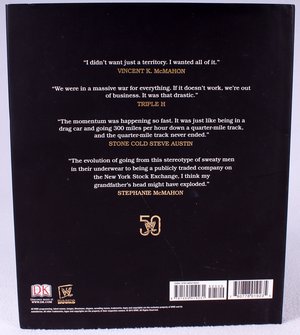 “I didn’t want just a territory. I wanted all of it.”
VINCENT K. McMAHON
“We were in a massive war for everything. If it doesn’t work, we’re out
of business. It was that drastic.”
TRIPLE H
“The momentum was happening so fast. It was just like being in a
drag car and going 300 miles per hour down a quarter-mile track,
and the quarter-mile track never ended.”
STONE COLD STEVE AUSTIN
“The evolution of going from this stereotype of sweaty men
in their underwear to being a publicly traded company
on the New York Stock Exchange, I think my
grandfather’s head might have exploded.”
STEPHANIE McMAHON
50
DK